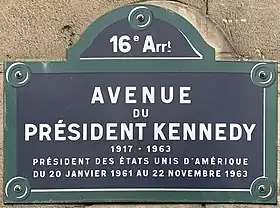 16e Arrt
AVENUE
DU
PRÉSIDENT KENNEDY
1917 - 1963
PRÉSIDENT DES ÉTATS UNIS D'AMÉRIQUE
DU 20 JANVIER 1961 AU 22 NOVEMBRE 1963